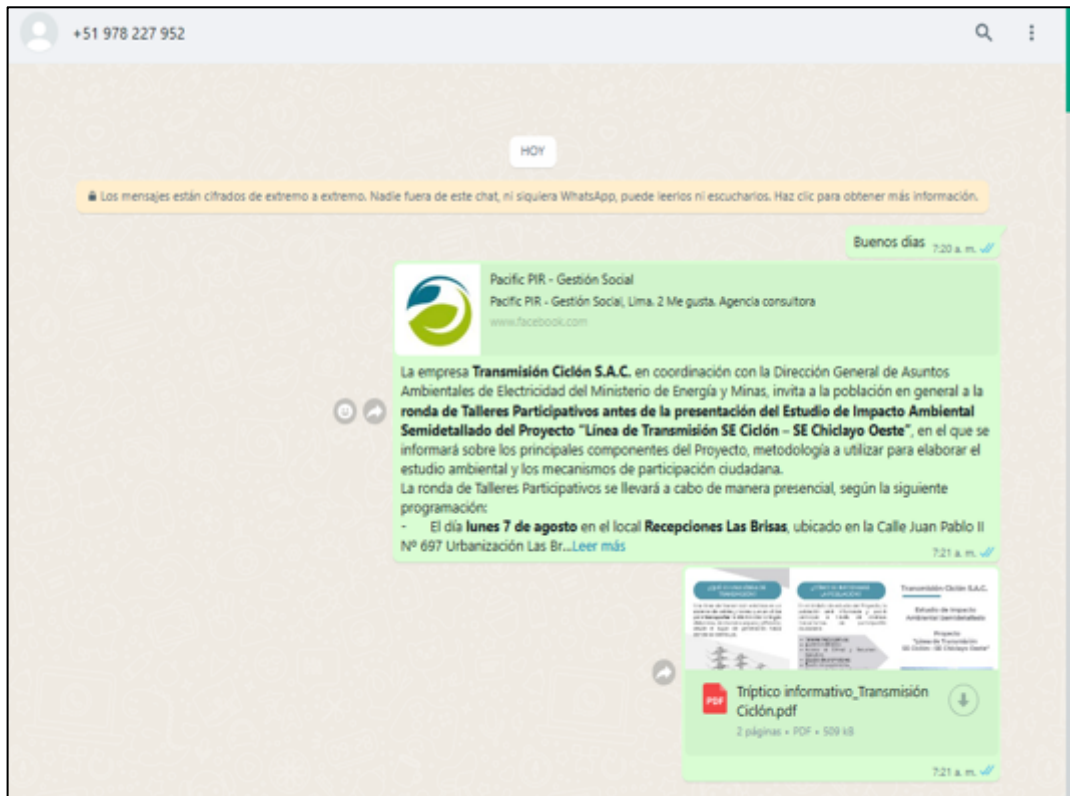 +51 978 227 952
HOY
Los mensajes están cifrados de extremo a extremo. Nadie fuera de este chat, ni siquiera WhatsApp, puede leerlos ni escucharlos. Haz clic para obtener más información.
Buenos días 7:20 a. m.
Pacific PIR - Gestión Social
Pacific PIR - Gestión Social, Lima. 2 Me gusta. Agencia consultora
www.facebook.com
La empresa Transmisión Ciclón S.A.C. en coordinación con la Dirección General de Asuntos
Ambientales de Electricidad del Ministerio de Energía y Minas, invita a la población en general a la
ronda de Talleres Participativos antes de la presentación del Estudio de Impacto Ambiental
Semidetallado del Proyecto "Línea de Transmisión SE Ciclón – SE Chiclayo Oeste", en el que se
informará sobre los principales componentes del Proyecto, metodología a utilizar para elaborar el
estudio ambiental y los mecanismos de participación ciudadana.
La ronda de Talleres Participativos se llevará a cabo de manera presencial, según la siguiente
programación:
- El día lunes 7 de agosto en el local Recepciones Las Brisas, ubicado en la Calle Juan Pablo II
Nº 697 Urbanización Las Br...Leer más
7:21 a. m.
Transmisión Ciclón S.A.C.
Estudio de Impacto
Ambiental Semidetallado
Proyecto
"Línea de Transmisión
SE Ciclón - SE Chiclayo Oeste"
PDF
Tríptico informativo_Transmisión
Ciclón.pdf
2 páginas • PDF • 509 kB
7:21 a. m.